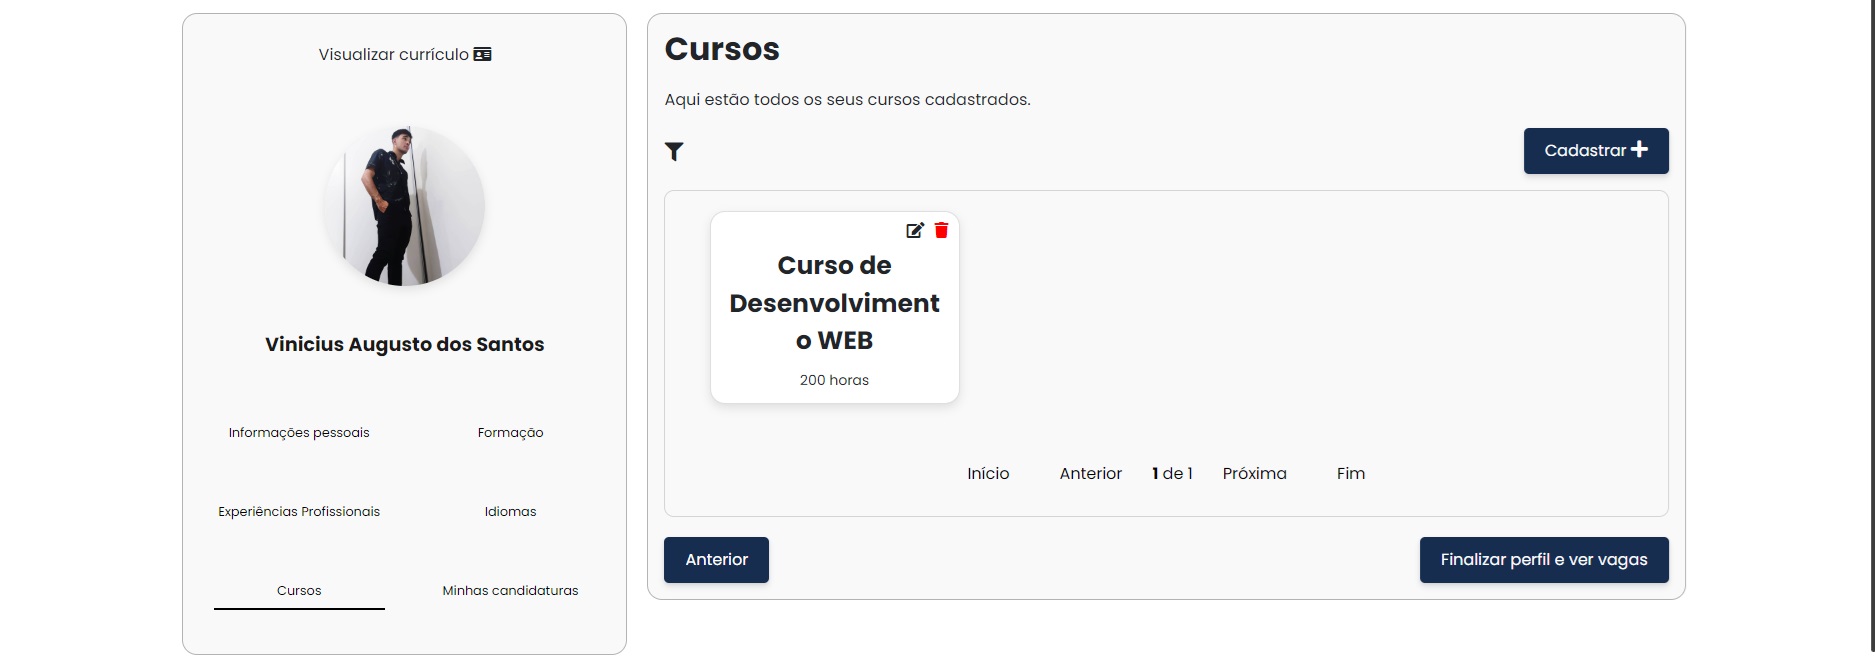 Visualizar currículo
Vinicius Augusto dos Santos
Informações pessoais
Formação
Experiências Profissionais
Idiomas
Cursos
Minhas candidaturas
Cursos
Aqui estão todos os seus cursos cadastrados.
Cadastrar
Curso de
Desenvolviment
o WEB
200 horas
Início Anterior 1 de 1 Próxima Fim
Anterior
Finalizar perfil e ver vagas